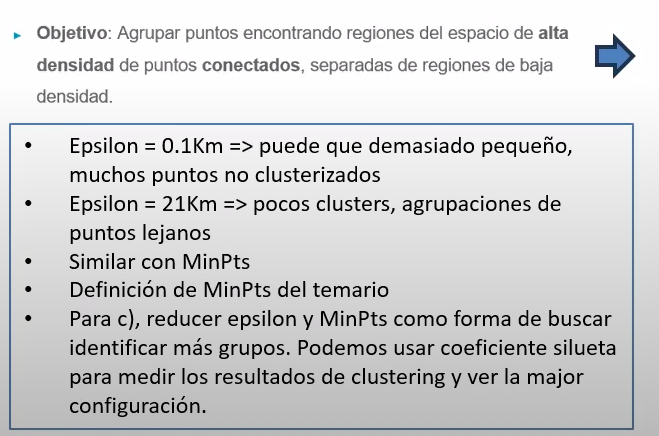 Objetivo: Agrupar puntos encontrando regiones del espacio de alta
densidad de puntos conectados, separadas de regiones de baja
densidad.
• Epsilon = 0.1Km => puede que demasiado pequeño,
muchos puntos no clusterizados
• Epsilon = 21Km => pocos clusters, agrupaciones de
puntos lejanos
• Similar con MinPts
• Definición de MinPts del temario
• Para c), reducer epsilon y MinPts como forma de buscar
identificar más grupos. Podemos usar coeficiente silueta
para medir los resultados de clustering y ver la major
configuración.